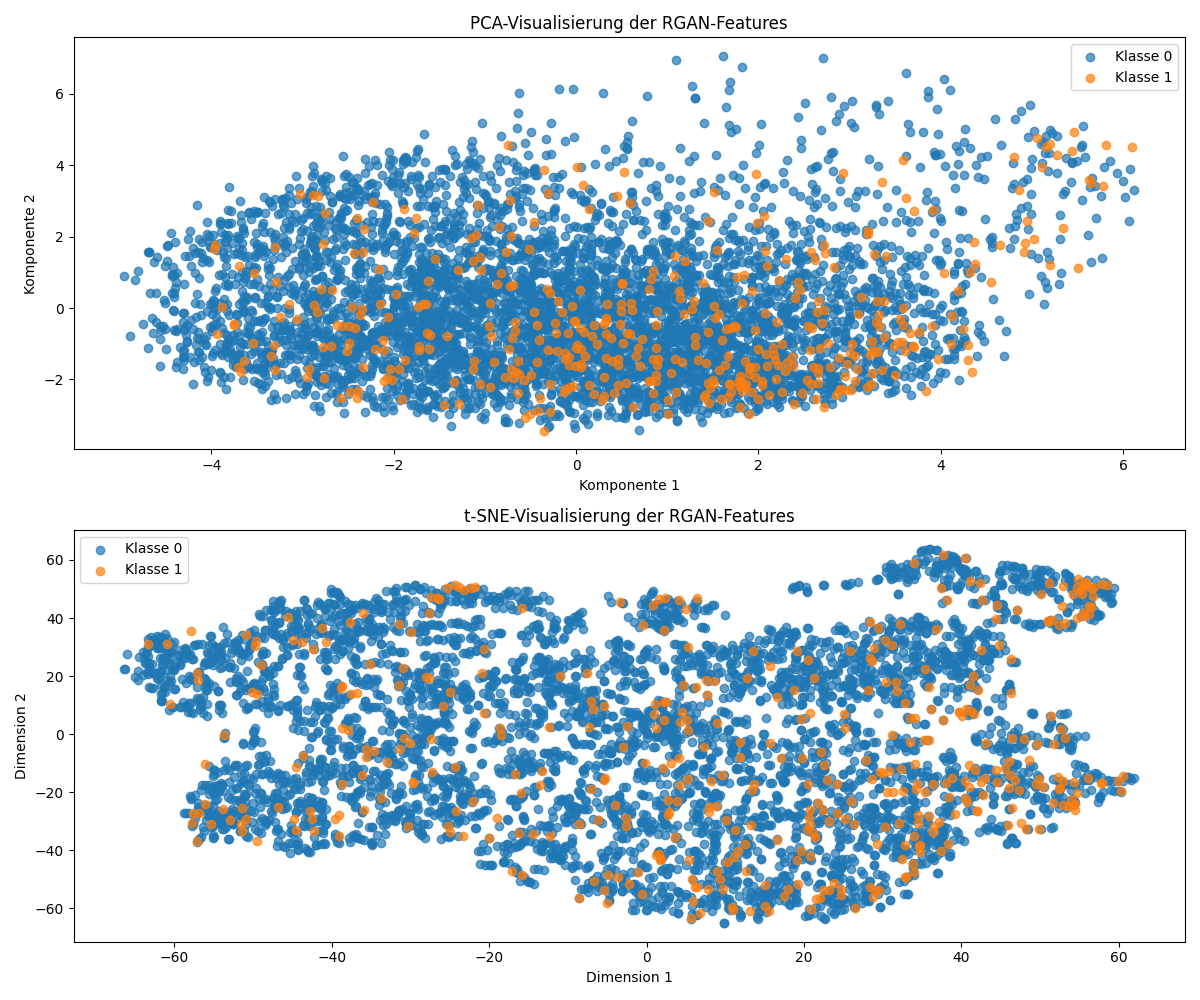 PCA-Visualisierung der RGAN-Features
Klasse 0
Klasse 1
6
4
2
0
−2
Komponente 2
−4
−2
0
2
4
6
Komponente 1
t-SNE-Visualisierung der RGAN-Features
Klasse 0
Klasse 1
60
40
20
0
−20
−40
−60
Dimension 2
−60
−40
−20
0
20
40
60
Dimension 1